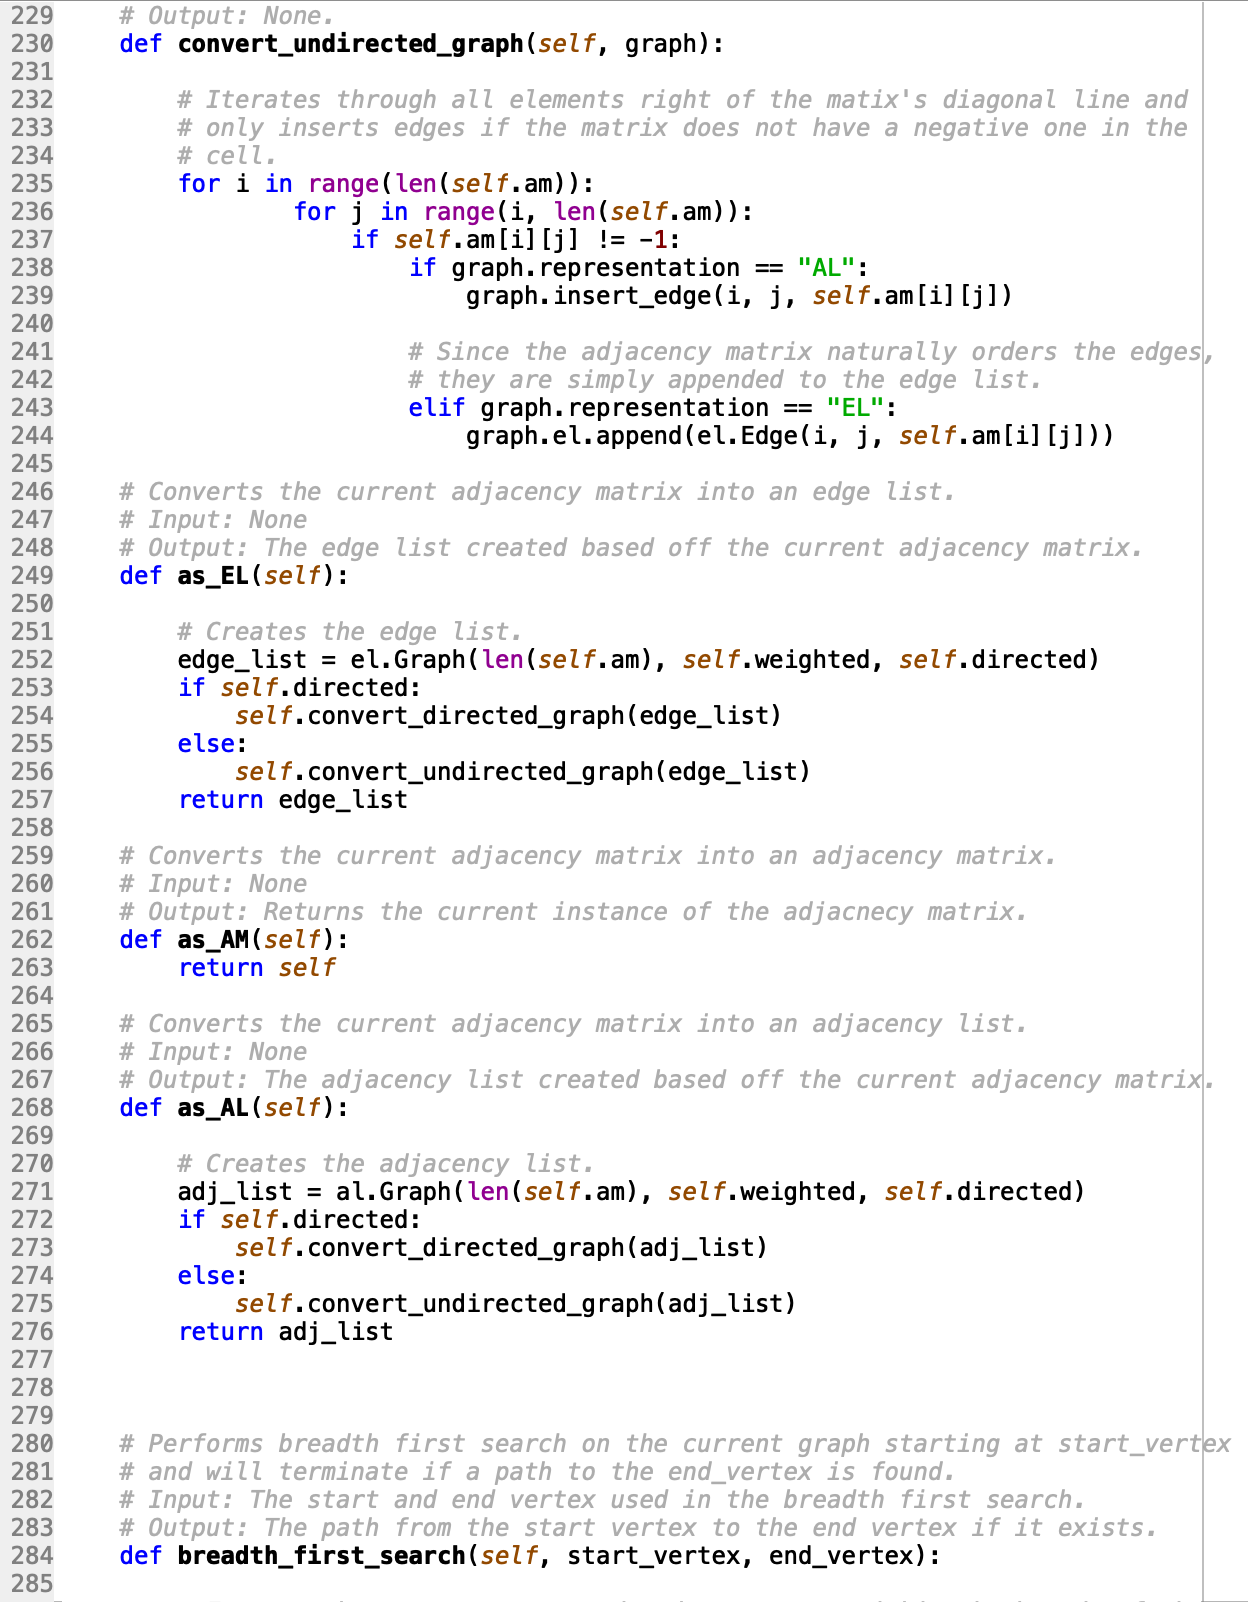 229 # Output: None.
230 def convert_undirected_graph(self, graph):
231
232 # Iterates through all elements right of the matix's diagonal line and
233 # only inserts edges if the matrix does not have a negative one in the
234 # cell.
235 for i in range(len(self.am)):
236 for j in range(i, len(self.am)):
237 if self.am[i][j] != -1:
238 if graph.representation == "AL":
239 graph.insert_edge(i, j, self.am[i][j])
240
241 # Since the adjacency matrix naturally orders the edges,
242 # they are simply appended to the edge list.
243 elif graph.representation == "EL":
244 graph.el.append(el.Edge(i, j, self.am[i][j]))
245
246 # Converts the current adjacency matrix into an edge list.
247 # Input: None
248 # Output: The edge list created based off the current adjacency matrix.
249 def as_EL(self):
250
251 # Creates the edge list.
252 edge_list = el.Graph(len(self.am), self.weighted, self.directed)
253 if self.directed:
254 self.convert_directed_graph(edge_list)
255 else:
256 self.convert_undirected_graph(edge_list)
257 return edge_list
258
259 # Converts the current adjacency matrix into an adjacency matrix.
260 # Input: None
261 # Output: Returns the current instance of the adjacnecy matrix.
262 def as_AM(self):
263 return self
264
265 # Converts the current adjacency matrix into an adjacency list.
266 # Input: None
267 # Output: The adjacency list created based off the current adjacency matrix.
268 def as_AL(self):
269
270 # Creates the adjacency list.
271 adj_list = al.Graph(len(self.am), self.weighted, self.directed)
272 if self.directed:
273 self.convert_directed_graph(adj_list)
274 else:
275 self.convert_undirected_graph(adj_list)
276 return adj_list
277
278
279
280 # Performs breadth first search on the current graph starting at start_vertex
281 # and will terminate if a path to the end_vertex is found.
282 # Input: The start and end vertex used in the breadth first search.
283 # Output: The path from the start vertex to the end vertex if it exists.
284 def breadth_first_search(self, start_vertex, end_vertex):
285